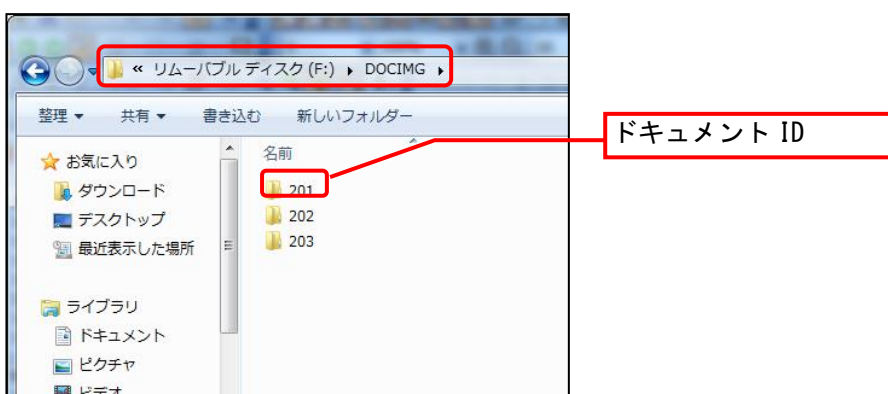 « リムーバブル ディスク (F:) ▸ DOCIMG ▸
整理 ▼ 共有 ▼ 書き込む 新しいフォルダー
お気に入り
ダウンロード
デスクトップ
最近表示した場所
ライブラリ
ドキュメント
ピクチャ
ビデオ
名前
201
202
203
ドキュメント ID